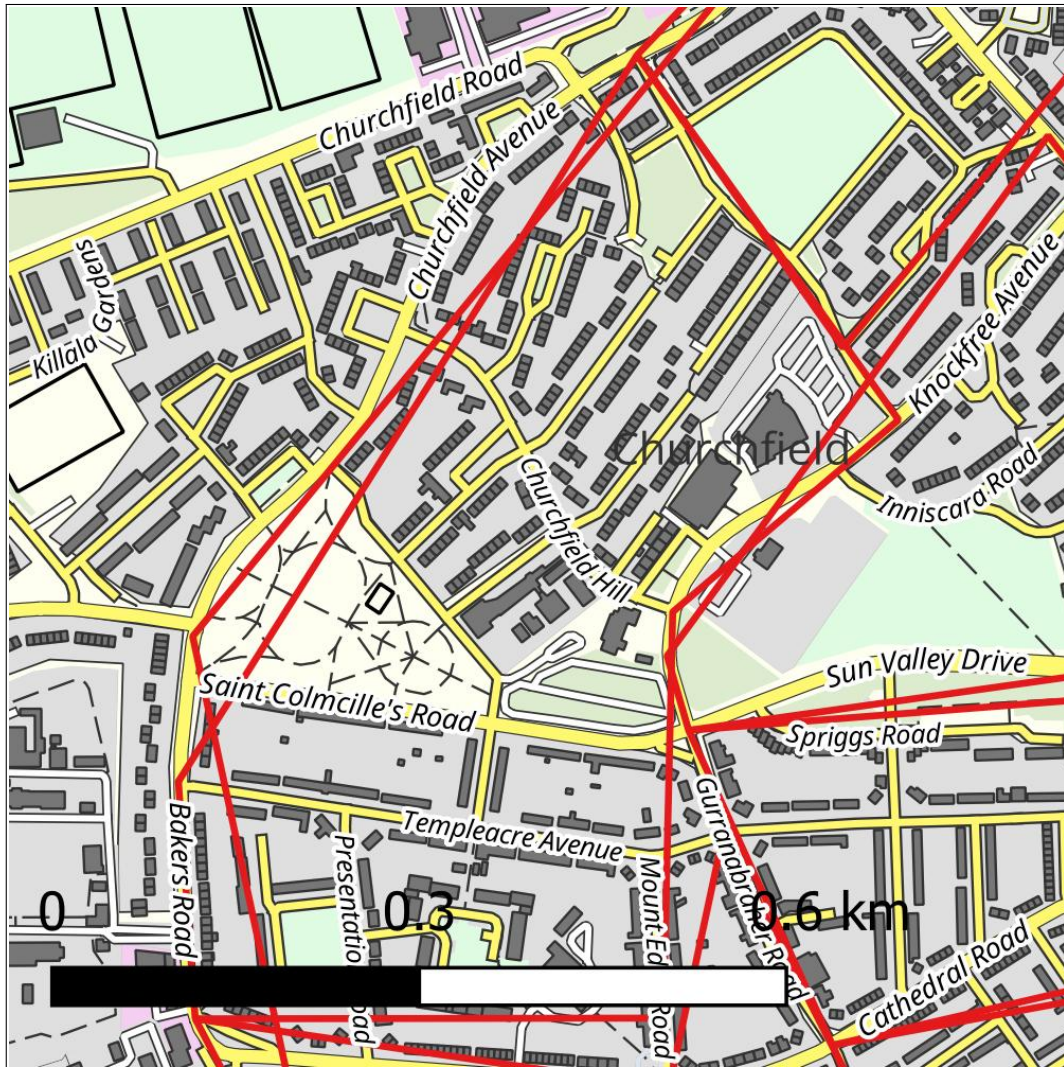 Churchfield Road
Churchfield Avenue
Killala Gardens
Knockfree Avenue
Churchfield
Inniscara Road
Churchfield Hill
Sun Valley Drive
Saint Colmcille's Road
Spriggs Road
Templeacre Avenue
Bakers Road
Gurranabraher Road
Cathedral Road
0 0.3 0.6 km